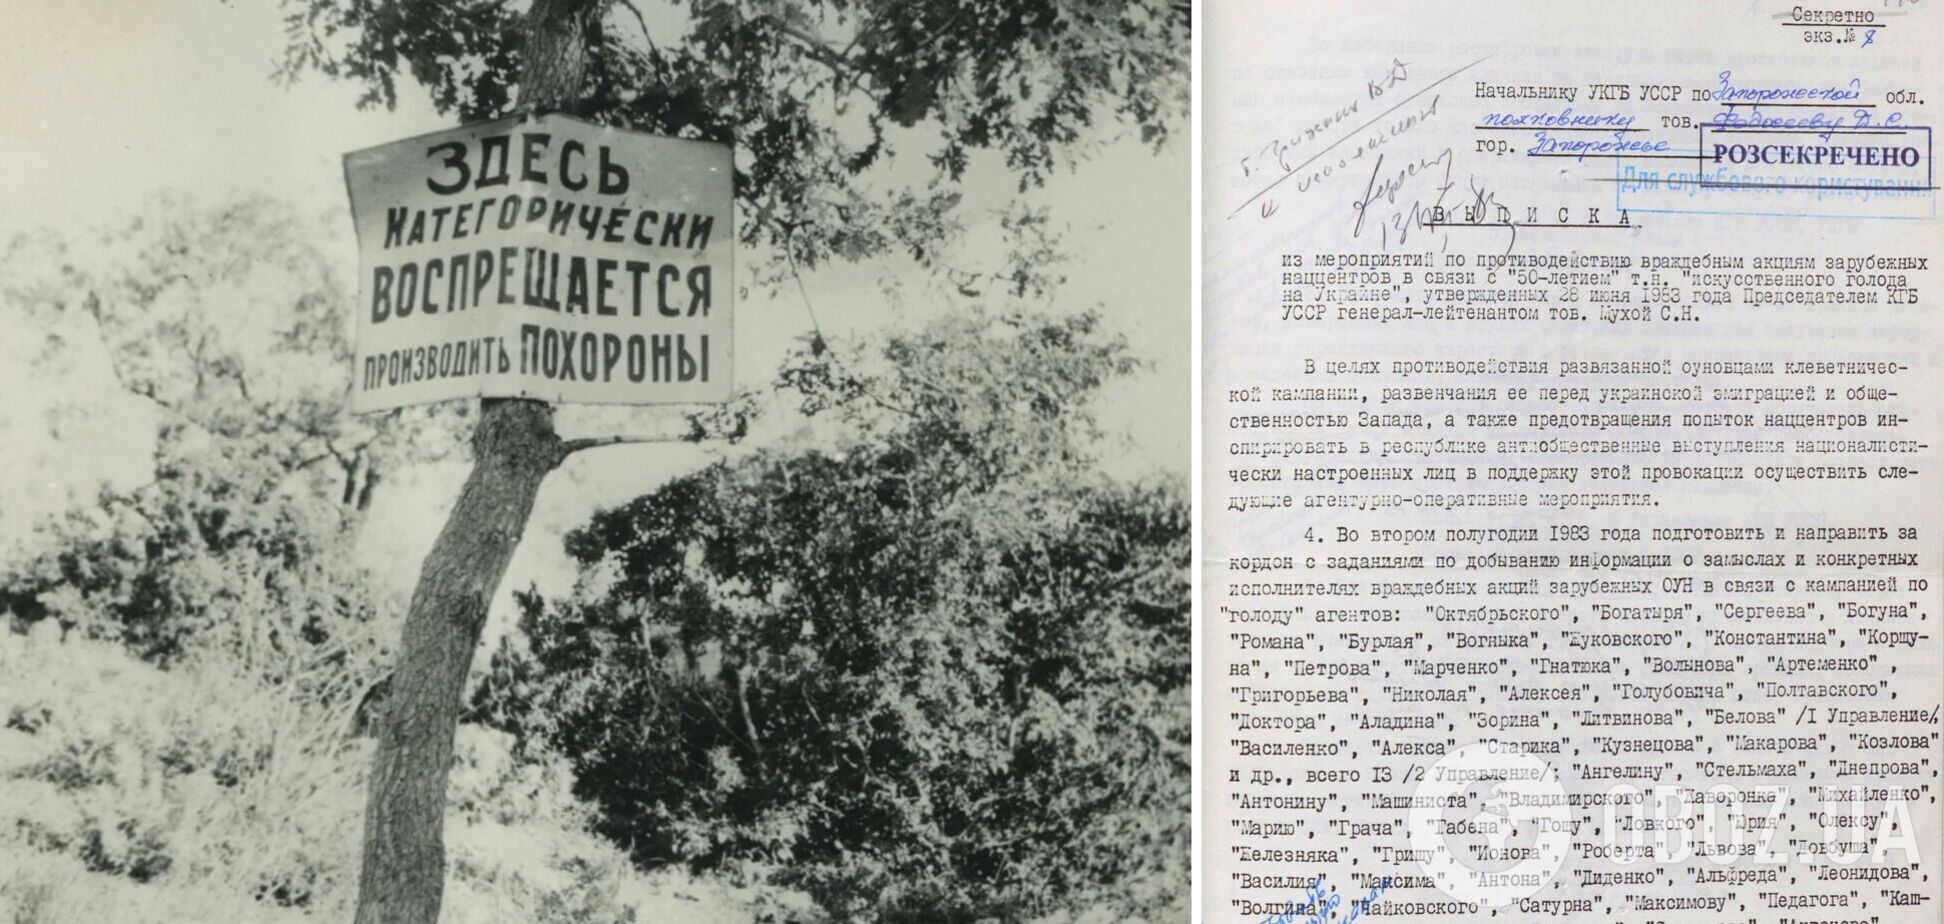 ЗДЕСЬ
КАТЕГОРИЧЕСКИ
ВОСПРЕЩАЕТСЯ
ПРОИЗВОДИТЬ ПОХОРОНЫ
Секретно
экз.№ 8
Начальнику УКГБ УССР по Запорожской обл.
полковнику тов. Федосееву Д.С.
гор. Запорожье
РОЗСЕКРЕЧЕНО
Для службового користування
ВЫПИСКА
из мероприятий по противодействию враждебным акциям зарубежных
наццентров в связи с "50-летием" т.н. "искусственного голода
на Украине", утвержденных 28 июня 1983 года Председателем КГБ
УССР генерал-лейтенантом тов. Мухой С.Н.
В целях противодействия развязанной оуновцами клеветничес-
кой кампании, развенчания ее перед украинской эмиграцией и обще-
ственностью Запада, а также предотвращения попыток наццентров ин-
спирировать в республике антиобщественные выступления националисти-
чески настроенных лиц в поддержку этой провокации осуществить сле-
дующие агентурно-оперативные мероприятия.
4. Во втором полугодии 1983 года подготовить и направить за
кордон с заданиями по добыванию информации о замыслах и конкретных
исполнителях враждебных акций зарубежных ОУН в связи с кампанией по
"голоду" агентов: "Октябрьского", "Богатыря", "Сергеева", "Богуна",
"Романа", "Бурлая", "Вогныка", "Жуковского", "Константина", "Корщу-
на", "Петрова", "Марченко", "Гнатюка", "Волынова", "Артеменко" ,
"Григорьева", "Николая", "Алексея", "Голубовича", "Полтавского",
"Доктора", "Аладина", "Зорина", "Литвинова", "Белова" /I Управление/,
"Василенко", "Алекса", "Старика", "Кузнецова", "Макарова", "Козлова"
и др., всего I3 /2 Управление/; "Ангелину", "Стельмаха", "Днепрова",
"Антонину", "Машиниста", "Владимирского", "Жаворонка", "Михайленко",
"Марию", "Грача", "Габена", "Гошу", "Ловкого", "Юрия", "Олексу",
"Железняка", "Гришу", "Ионова", "Роберта", "Львова", "Довбуша",
"Василия", "Максима", "Антона", "Диденко", "Альфреда", "Леонидова",
"Волгина", "Чайковского", "Сатурна", "Максимову", "Педагога", "Каш-
OBOZ.UA